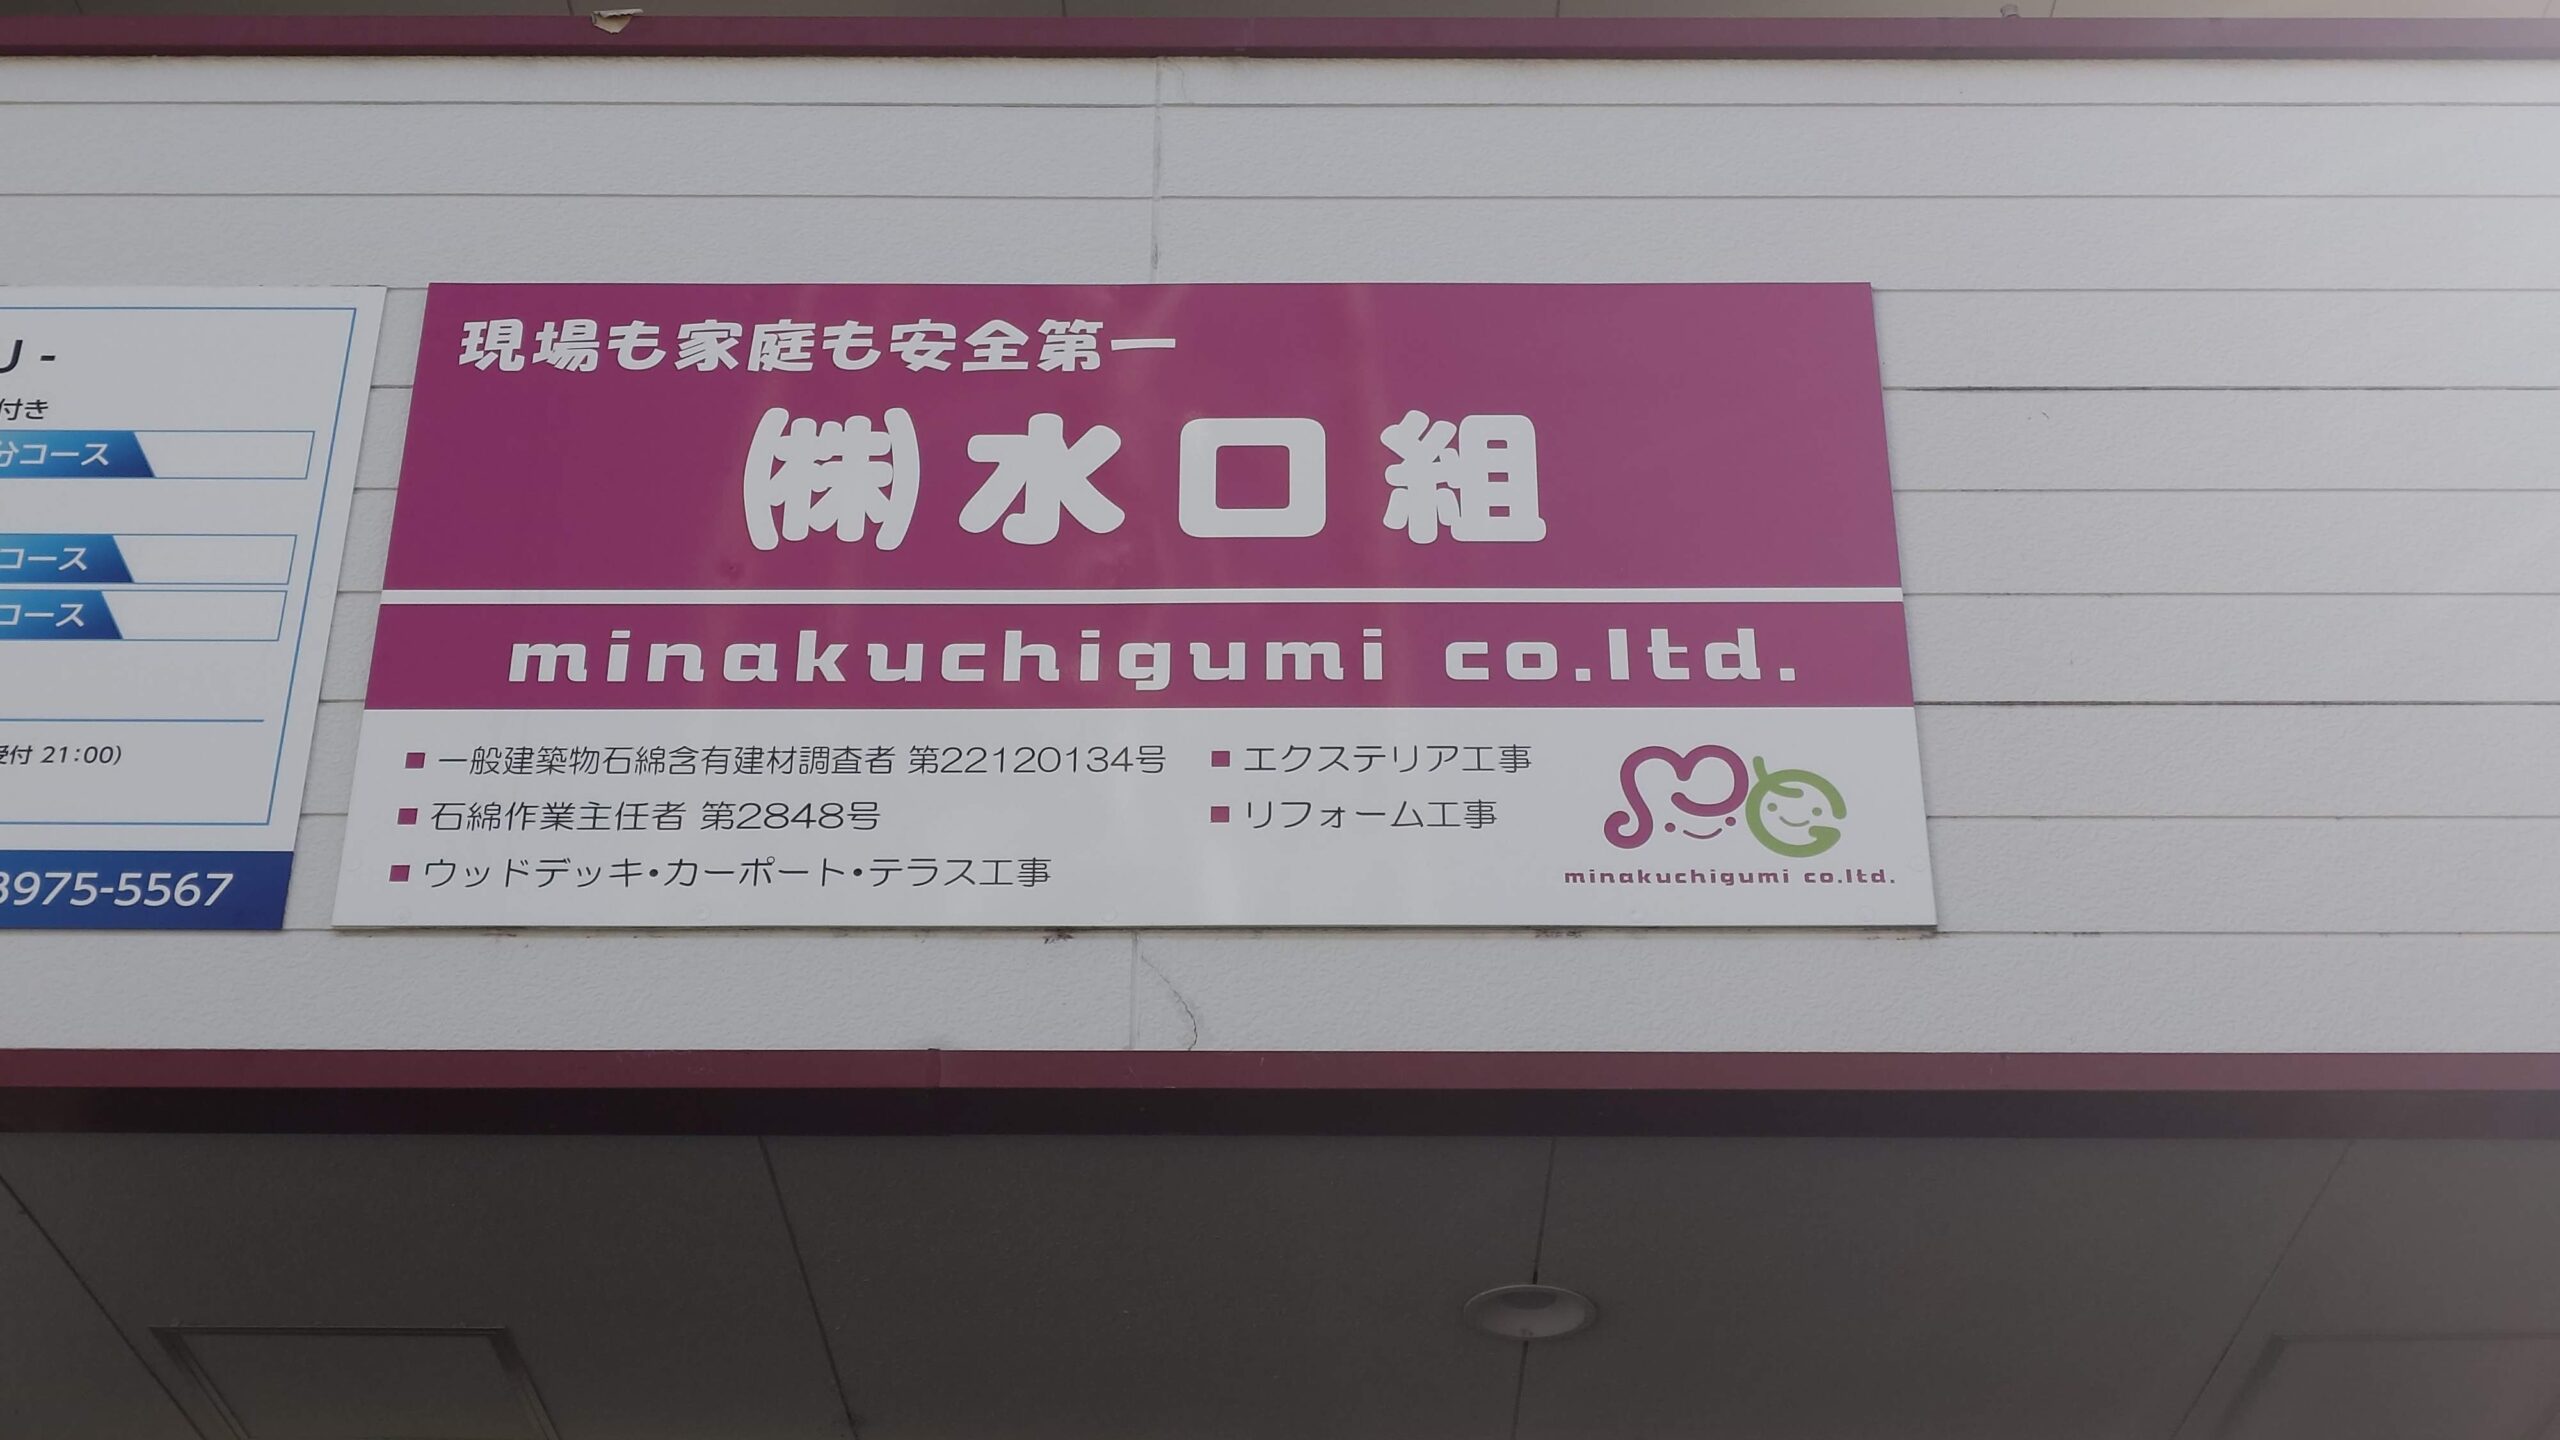 現場も家庭も安全第一
㈱水口組
minakuchigumi co.ltd.
■ 一般建築物石綿含有建材調査者 第22120134号
■ 石綿作業主任者 第2848号
■ ウッドデッキ・カーポート・テラス工事
■ エクステリア工事
■ リフォーム工事
minakuchigumi co.ltd.
リ -
付き
分コース
コース
コース
受付 21:00)
3975-5567